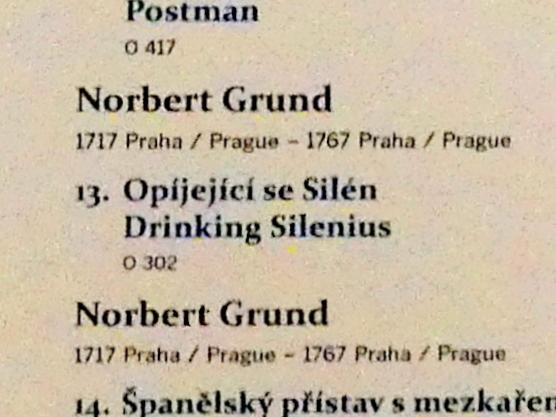 Postman
O 417
Norbert Grund
1717 Praha / Prague – 1767 Praha / Prague
13. Opíjející se Silén
Drinking Silenius
O 302
Norbert Grund
1717 Praha / Prague – 1767 Praha / Prague
14. Španělský přístav s